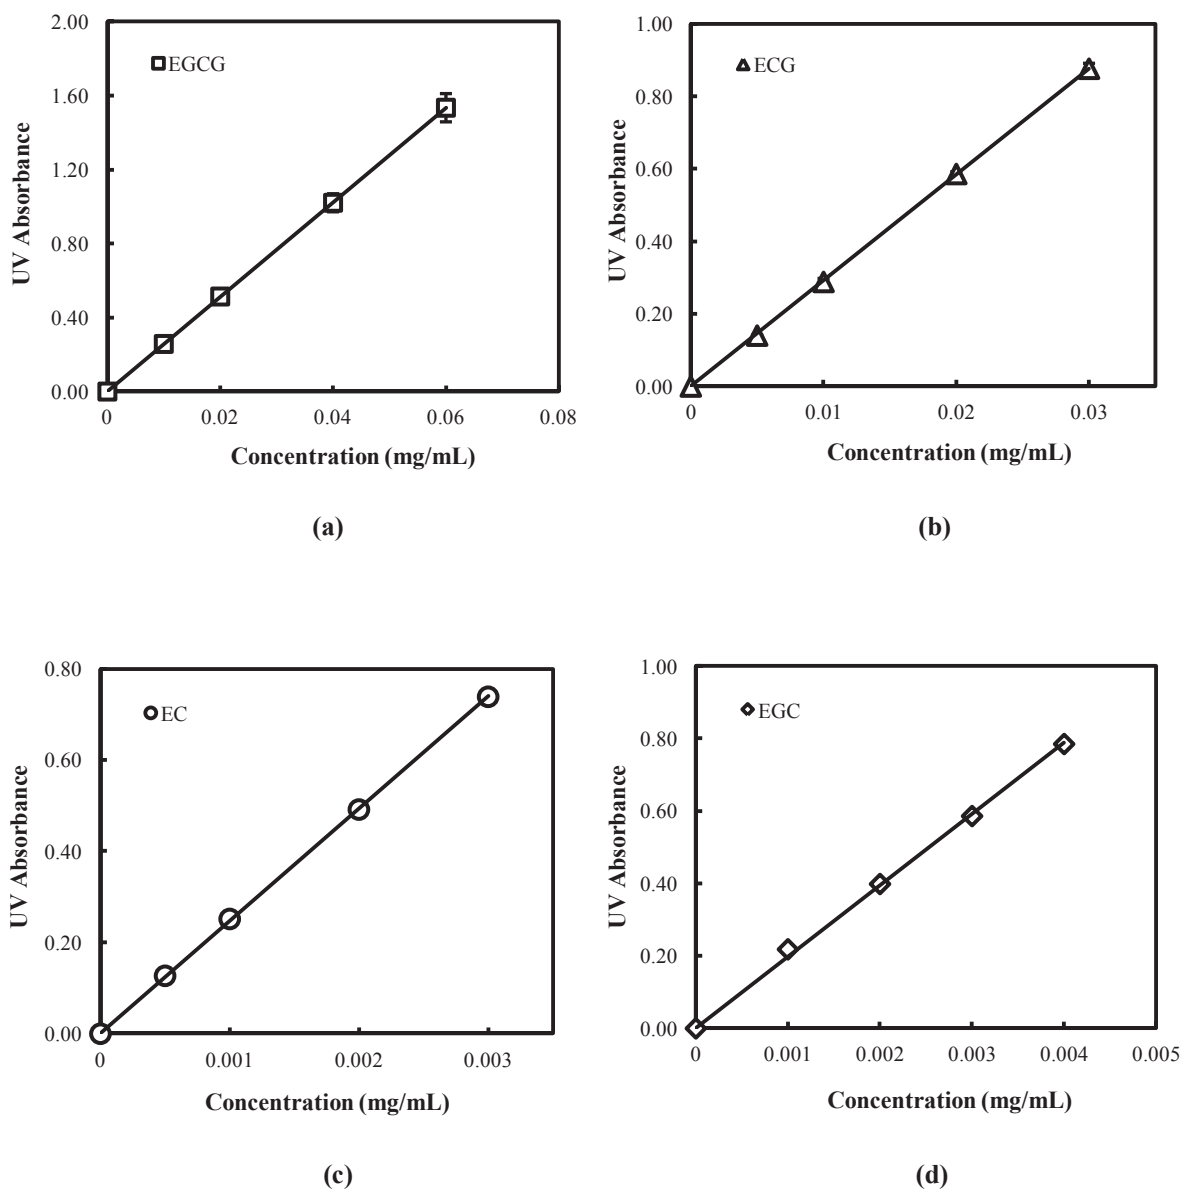 2.00
EGCG
1.60
1.20
0.80
0.40
0.00
0 0.02 0.04 0.06 0.08
UV Absorbance
Concentration (mg/mL)
(a)
1.00
ECG
0.80
0.60
0.40
0.20
0.00
0 0.01 0.02 0.03
UV Absorbance
Concentration (mg/mL)
(b)
0.80
EC
0.60
0.40
0.20
0.00
0 0.001 0.002 0.003
UV Absorbance
Concentration (mg/mL)
(c)
1.00
EGC
0.80
0.60
0.40
0.20
0.00
0 0.001 0.002 0.003 0.004 0.005
UV Absorbance
Concentration (mg/mL)
(d)